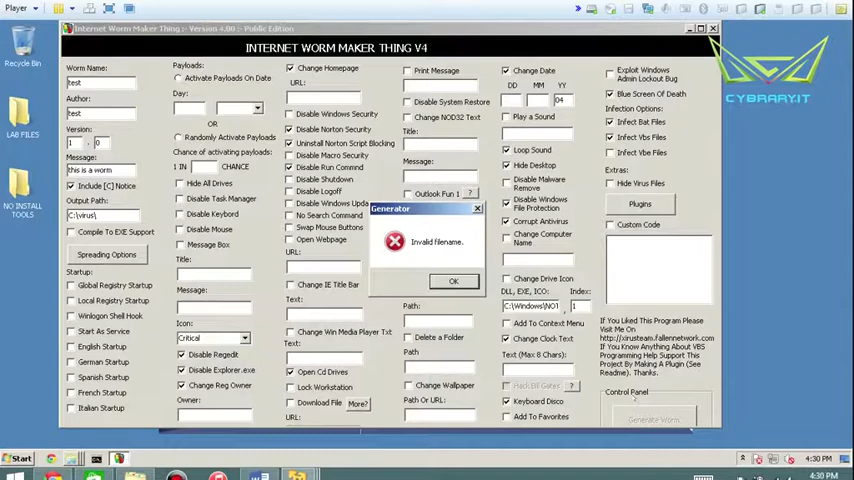 Player
Internet Worm Maker Thing :- Version 4.00 :- Public Edition
INTERNET WORM MAKER THING V4
Recycle Bin
LAB FILES
NO INSTALL
TOOLS
Worm Name:
test
Author:
test
Version:
1 . 0
Message:
this is a worm
Include [C] Notice
Output Path:
C:\virus\
Compile To EXE Support
Spreading Options
Startup:
Global Registry Startup
Local Registry Startup
Winlogon Shell Hook
Start As Service
English Startup
German Startup
Spanish Startup
French Startup
Italian Startup
Payloads:
Activate Payloads On Date
Day:
OR
Randomly Activate Payloads
Chance of activating payloads:
1 IN CHANCE
Hide All Drives
Disable Task Manager
Disable Keybord
Disable Mouse
Message Box
Title:
Message:
Icon:
Critical
Disable Regedit
Disable Explorer.exe
Change Reg Owner
Owner:
Change Homepage
URL:
Disable Windows Security
Disable Norton Security
Uninstall Norton Script Blocking
Disable Macro Security
Disable Run Commnd
Disable Shutdown
Disable Logoff
Disable Windows Upda
No Search Command
Swap Mouse Buttons
Open Webpage
URL:
Change IE Title Bar
Text:
Change Win Media Player Txt
Text:
Open Cd Drives
Lock Workstation
Download File More?
URL:
Print Message
Disable System Restore
Change NOD32 Text
Title:
Message:
Outlook Fun 1 ?
Generator
Invalid filename.
OK
Path:
Delete a Folder
Path
Change Wallpaper
Path Or URL:
Change Date
DD MM YY
04
Play a Sound
Loop Sound
Hide Desktop
Disable Malware
Remove
Disable Windows
File Protection
Corrupt Antivirus
Change Computer
Name
Change Drive Icon
DLL, EXE, ICO: Index:
C:\Windows\NOT , 1
Add To Context Menu
Change Clock Text
Text (Max 8 Chars):
Hack Bill Gates ?
Keyboard Disco
Add To Favorites
Exploit Windows
Admin Lockout Bug
Blue Screen Of Death
Infection Options:
Infect Bat Files
Infect Vbs Files
Infect Vbe Files
Extras:
Hide Virus Files
Plugins
Custom Code
If You Liked This Program Please
Visit Me On
http://xirusteam.fallennetwork.com
If You Know Anything About VBS
Programming Help Support This
Project By Making A Plugin (See
Readme). Thanks.
Control Panel
Generate Worm
CYBRARY.IT
Start
4:30 PM
4:30 PM